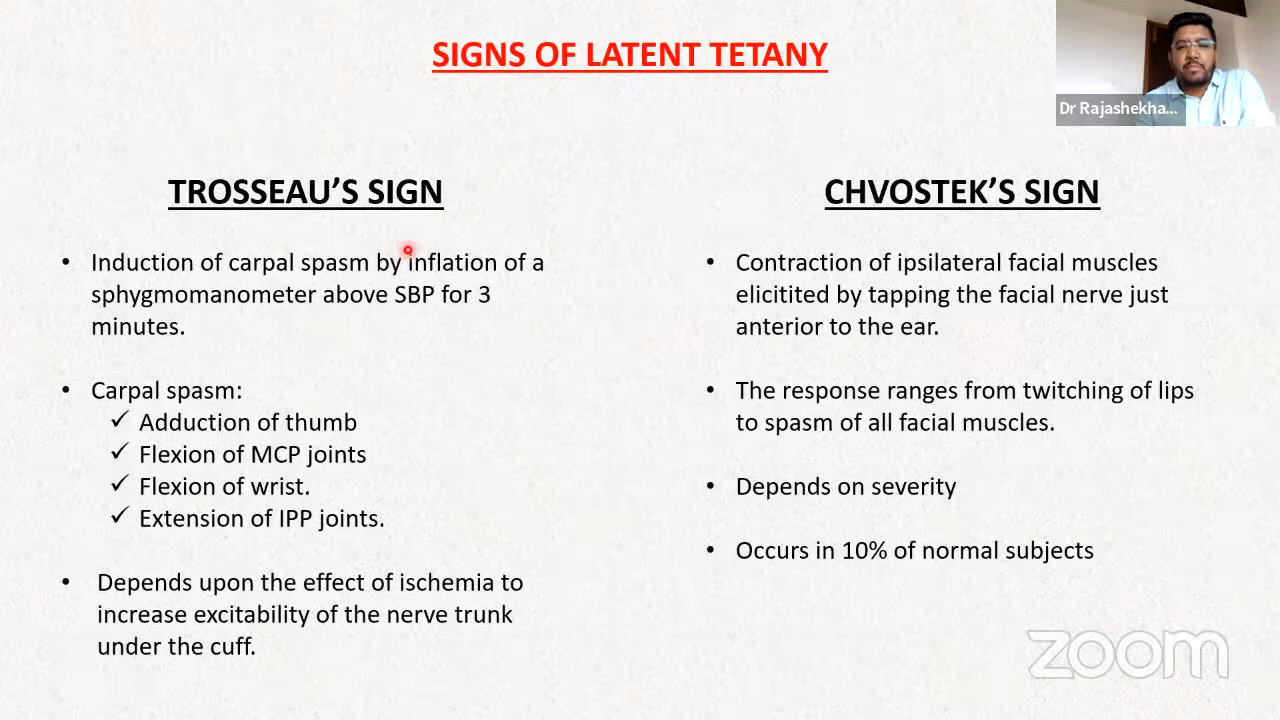 SIGNS OF LATENT TETANY
Dr Rajashekha...
TROSSEAU'S SIGN
• Induction of carpal spasm by inflation of a
sphygmomanometer above SBP for 3
minutes.
• Carpal spasm:
✓ Adduction of thumb
✓ Flexion of MCP joints
✓ Flexion of wrist.
✓ Extension of IPP joints.
• Depends upon the effect of ischemia to
increase excitability of the nerve trunk
under the cuff.
CHVOSTEK'S SIGN
• Contraction of ipsilateral facial muscles
elicitited by tapping the facial nerve just
anterior to the ear.
• The response ranges from twitching of lips
to spasm of all facial muscles.
• Depends on severity
• Occurs in 10% of normal subjects
zoom